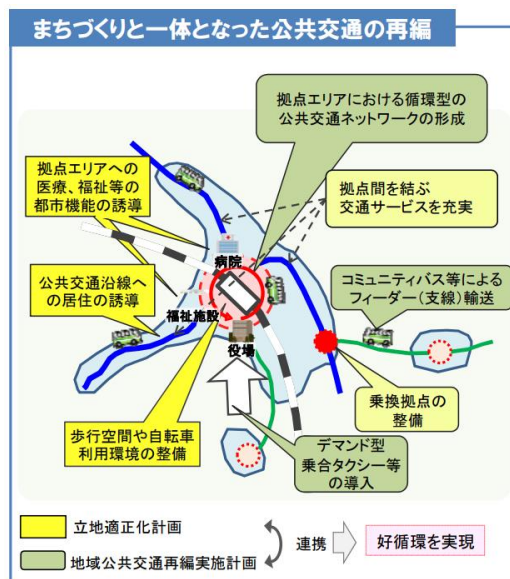 まちづくりと一体となった公共交通の再編
拠点エリアにおける循環型の
公共交通ネットワークの形成
拠点エリアへの
医療、福祉等の
都市機能の誘導
拠点間を結ぶ
交通サービスを充実
病院
公共交通沿線へ
の居住の誘導
コミュニティバス等による
フィーダー（支線）輸送
福祉施設
役場
乗換拠点の
整備
歩行空間や自転車
利用環境の整備
デマンド型
乗合タクシー等
の導入
立地適正化計画
連携
好循環を実現
地域公共交通再編実施計画